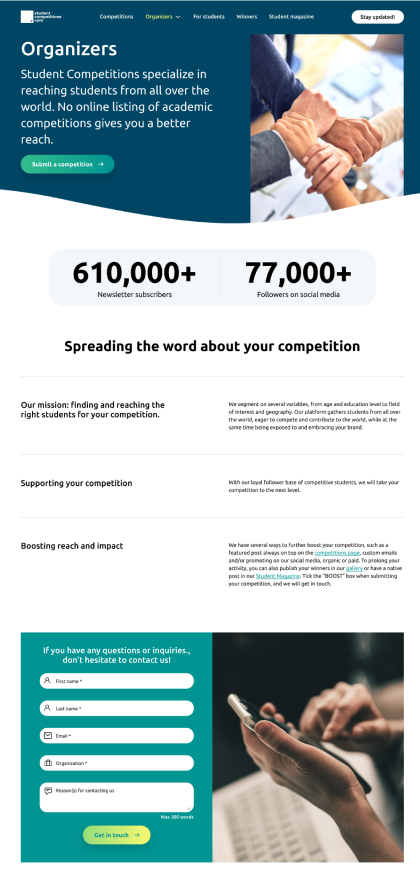 student
competitions
.com
Competitions
Organizers
For students
Winners
Student magazine
Stay updated!
Organizers
Student Competitions specialize in
reaching students from all over the
world. No online listing of academic
competitions gives you a better
reach.
Submit a competition
610,000+
Newsletter subscribers
77,000+
Followers on social media
Spreading the word about your competition
Our mission: finding and reaching the
right students for your competition.
We segment on several variables, from age and education level to field
of interest and geography. Our platform gathers students from all over
the world, eager to compete and contribute to the world, while at the
same time being exposed to and embracing your brand.
Supporting your competition
With our loyal follower base of competitive students, we will take your
competition to the next level.
Boosting reach and impact
We have several ways to further boost your competition, such as a
featured post always on top on the competitions page, custom emails
and/or promoting on our social media, organic or paid. To prolong your
activity, you can also publish your winners in our gallery or have a native
post in our Student Magazine. Tick the "BOOST" box when submitting
your competition, and we will get in touch.
If you have any questions or inquiries.,
don't hesitate to contact us!
First name *
Last name *
Email *
Organization *
Reason(s) for contacting us
Max 300 words
Get in touch